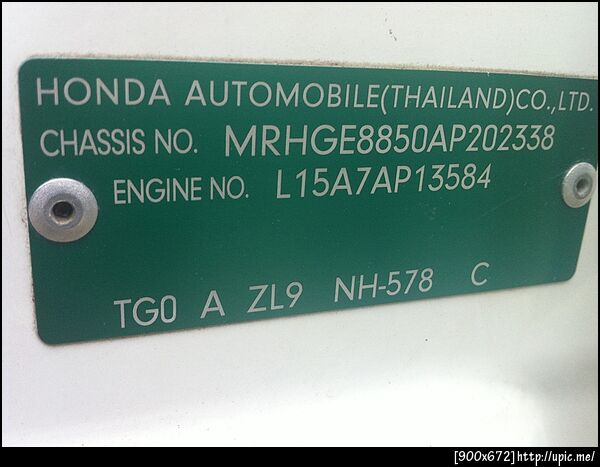 HONDA AUTOMOBILE(THAILAND)CO.,LTD.
CHASSIS NO. MRHGE8850AP202338
ENGINE NO. L15A7AP13584
TG0 A ZL9 NH-578 C
[900x672]http://upic.me/